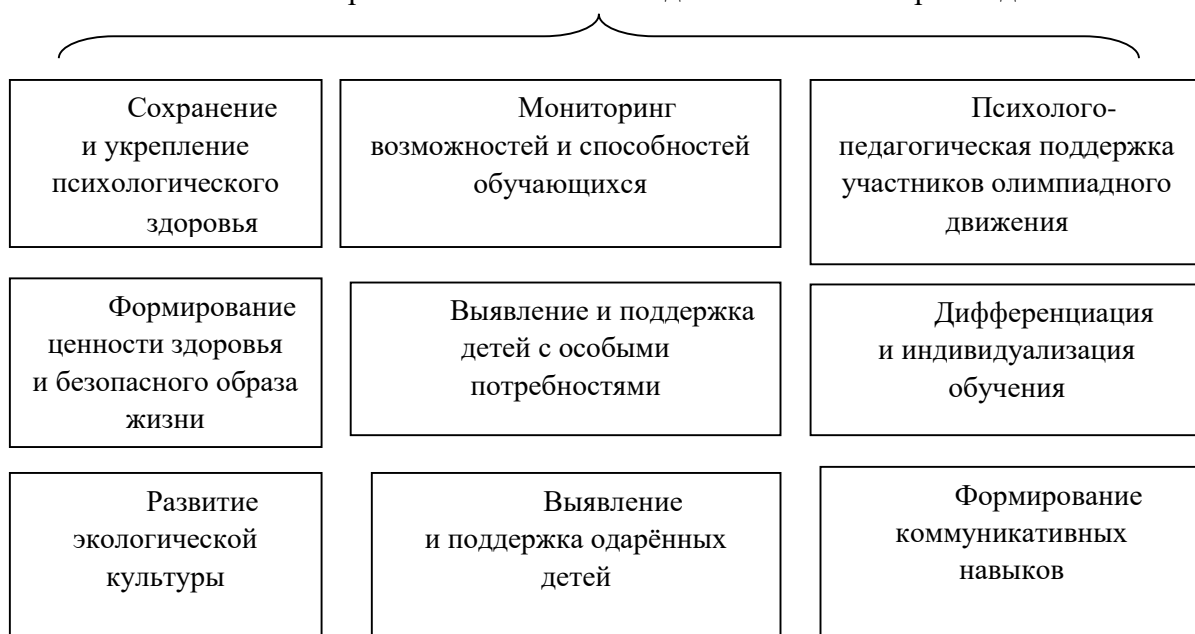 Сохранение
и укрепление
психологического
здоровья
Мониторинг
возможностей и способностей
обучающихся
Психолого-
педагогическая поддержка
участников олимпиадного
движения
Формирование
ценности здоровья
и безопасного образа
жизни
Выявление и поддержка
детей с особыми
потребностями
Дифференциация
и индивидуализация
обучения
Развитие
экологической
культуры
Выявление
и поддержка одарённых
детей
Формирование
коммуникативных
навыков